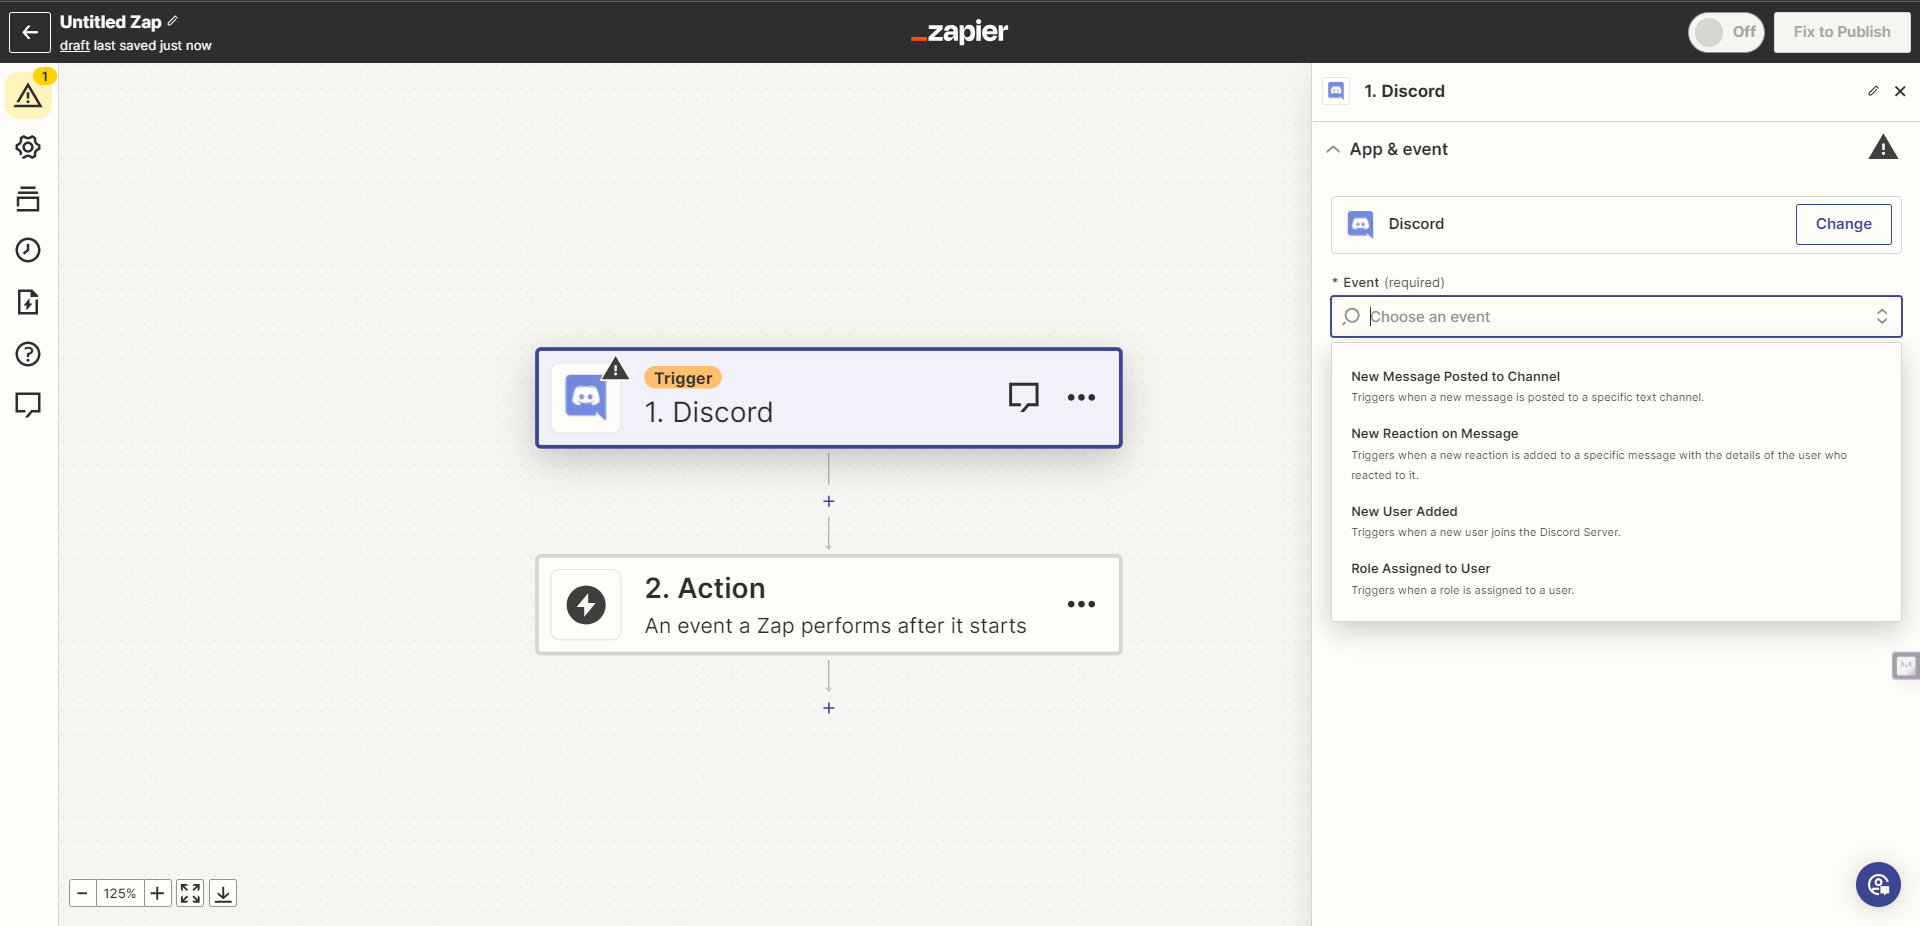 Untitled Zap
draft last saved just now
zapier
Off
Fix to Publish
1
1. Discord
App & event
Discord
Change
* Event (required)
Choose an event
New Message Posted to Channel
Triggers when a new message is posted to a specific text channel.
New Reaction on Message
Triggers when a new reaction is added to a specific message with the details of the user who
reacted to it.
New User Added
Triggers when a new user joins the Discord Server.
Role Assigned to User
Triggers when a role is assigned to a user.
Trigger
1. Discord
2. Action
An event a Zap performs after it starts
125%